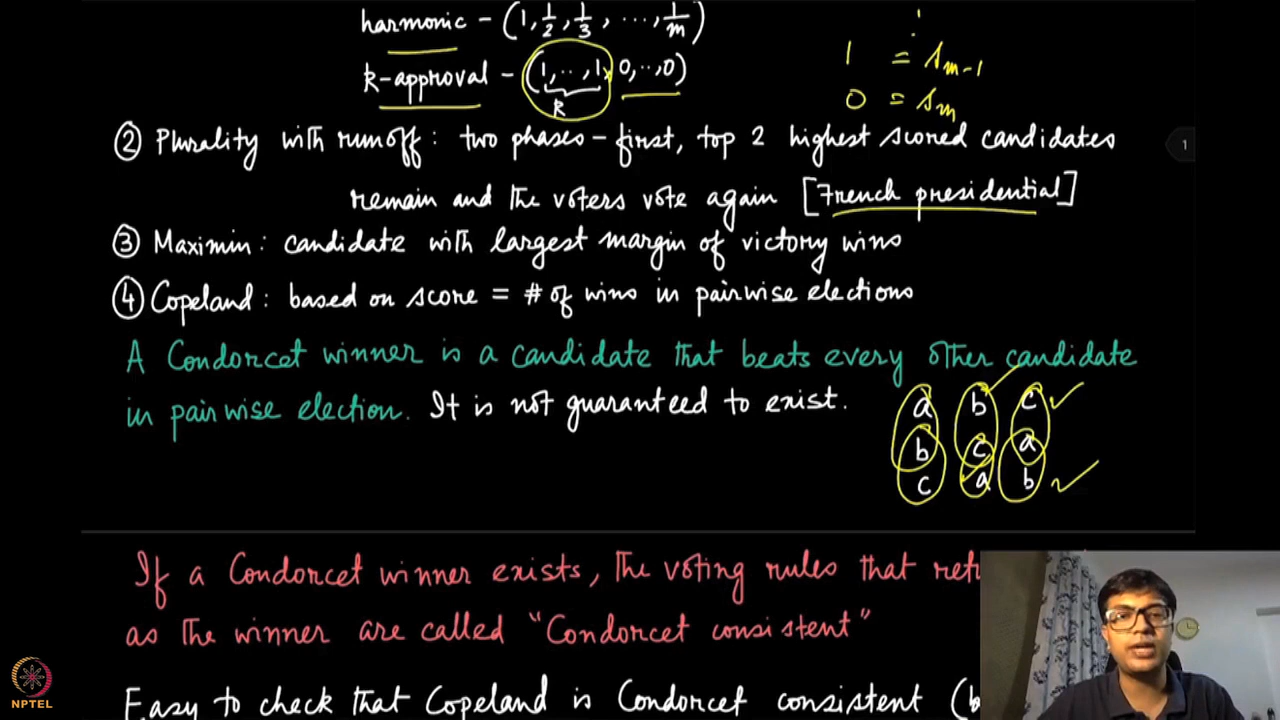 harmonic - (1, 1/2, 1/3, ..., 1/m)
k-approval - (1, .., 1, 0, .., 0)
k
1 = s_{m-1}
0 = s_m
② Plurality with runoff : two phases - first, top 2 highest scored candidates
remain and the voters vote again [French presidential]
③ Maximin : candidate with largest margin of victory wins
④ Copeland : based on score = # of wins in pairwise elections
A Condorcet winner is a candidate that beats every other candidate
in pairwise election. It is not guaranteed to exist.
a b c
b c a
c a b
If a Condorcet winner exists, the voting rules that
as the winner are called "Condorcet consistent"
Easy to check that Copeland is Condorcet consistent
1
NPTEL